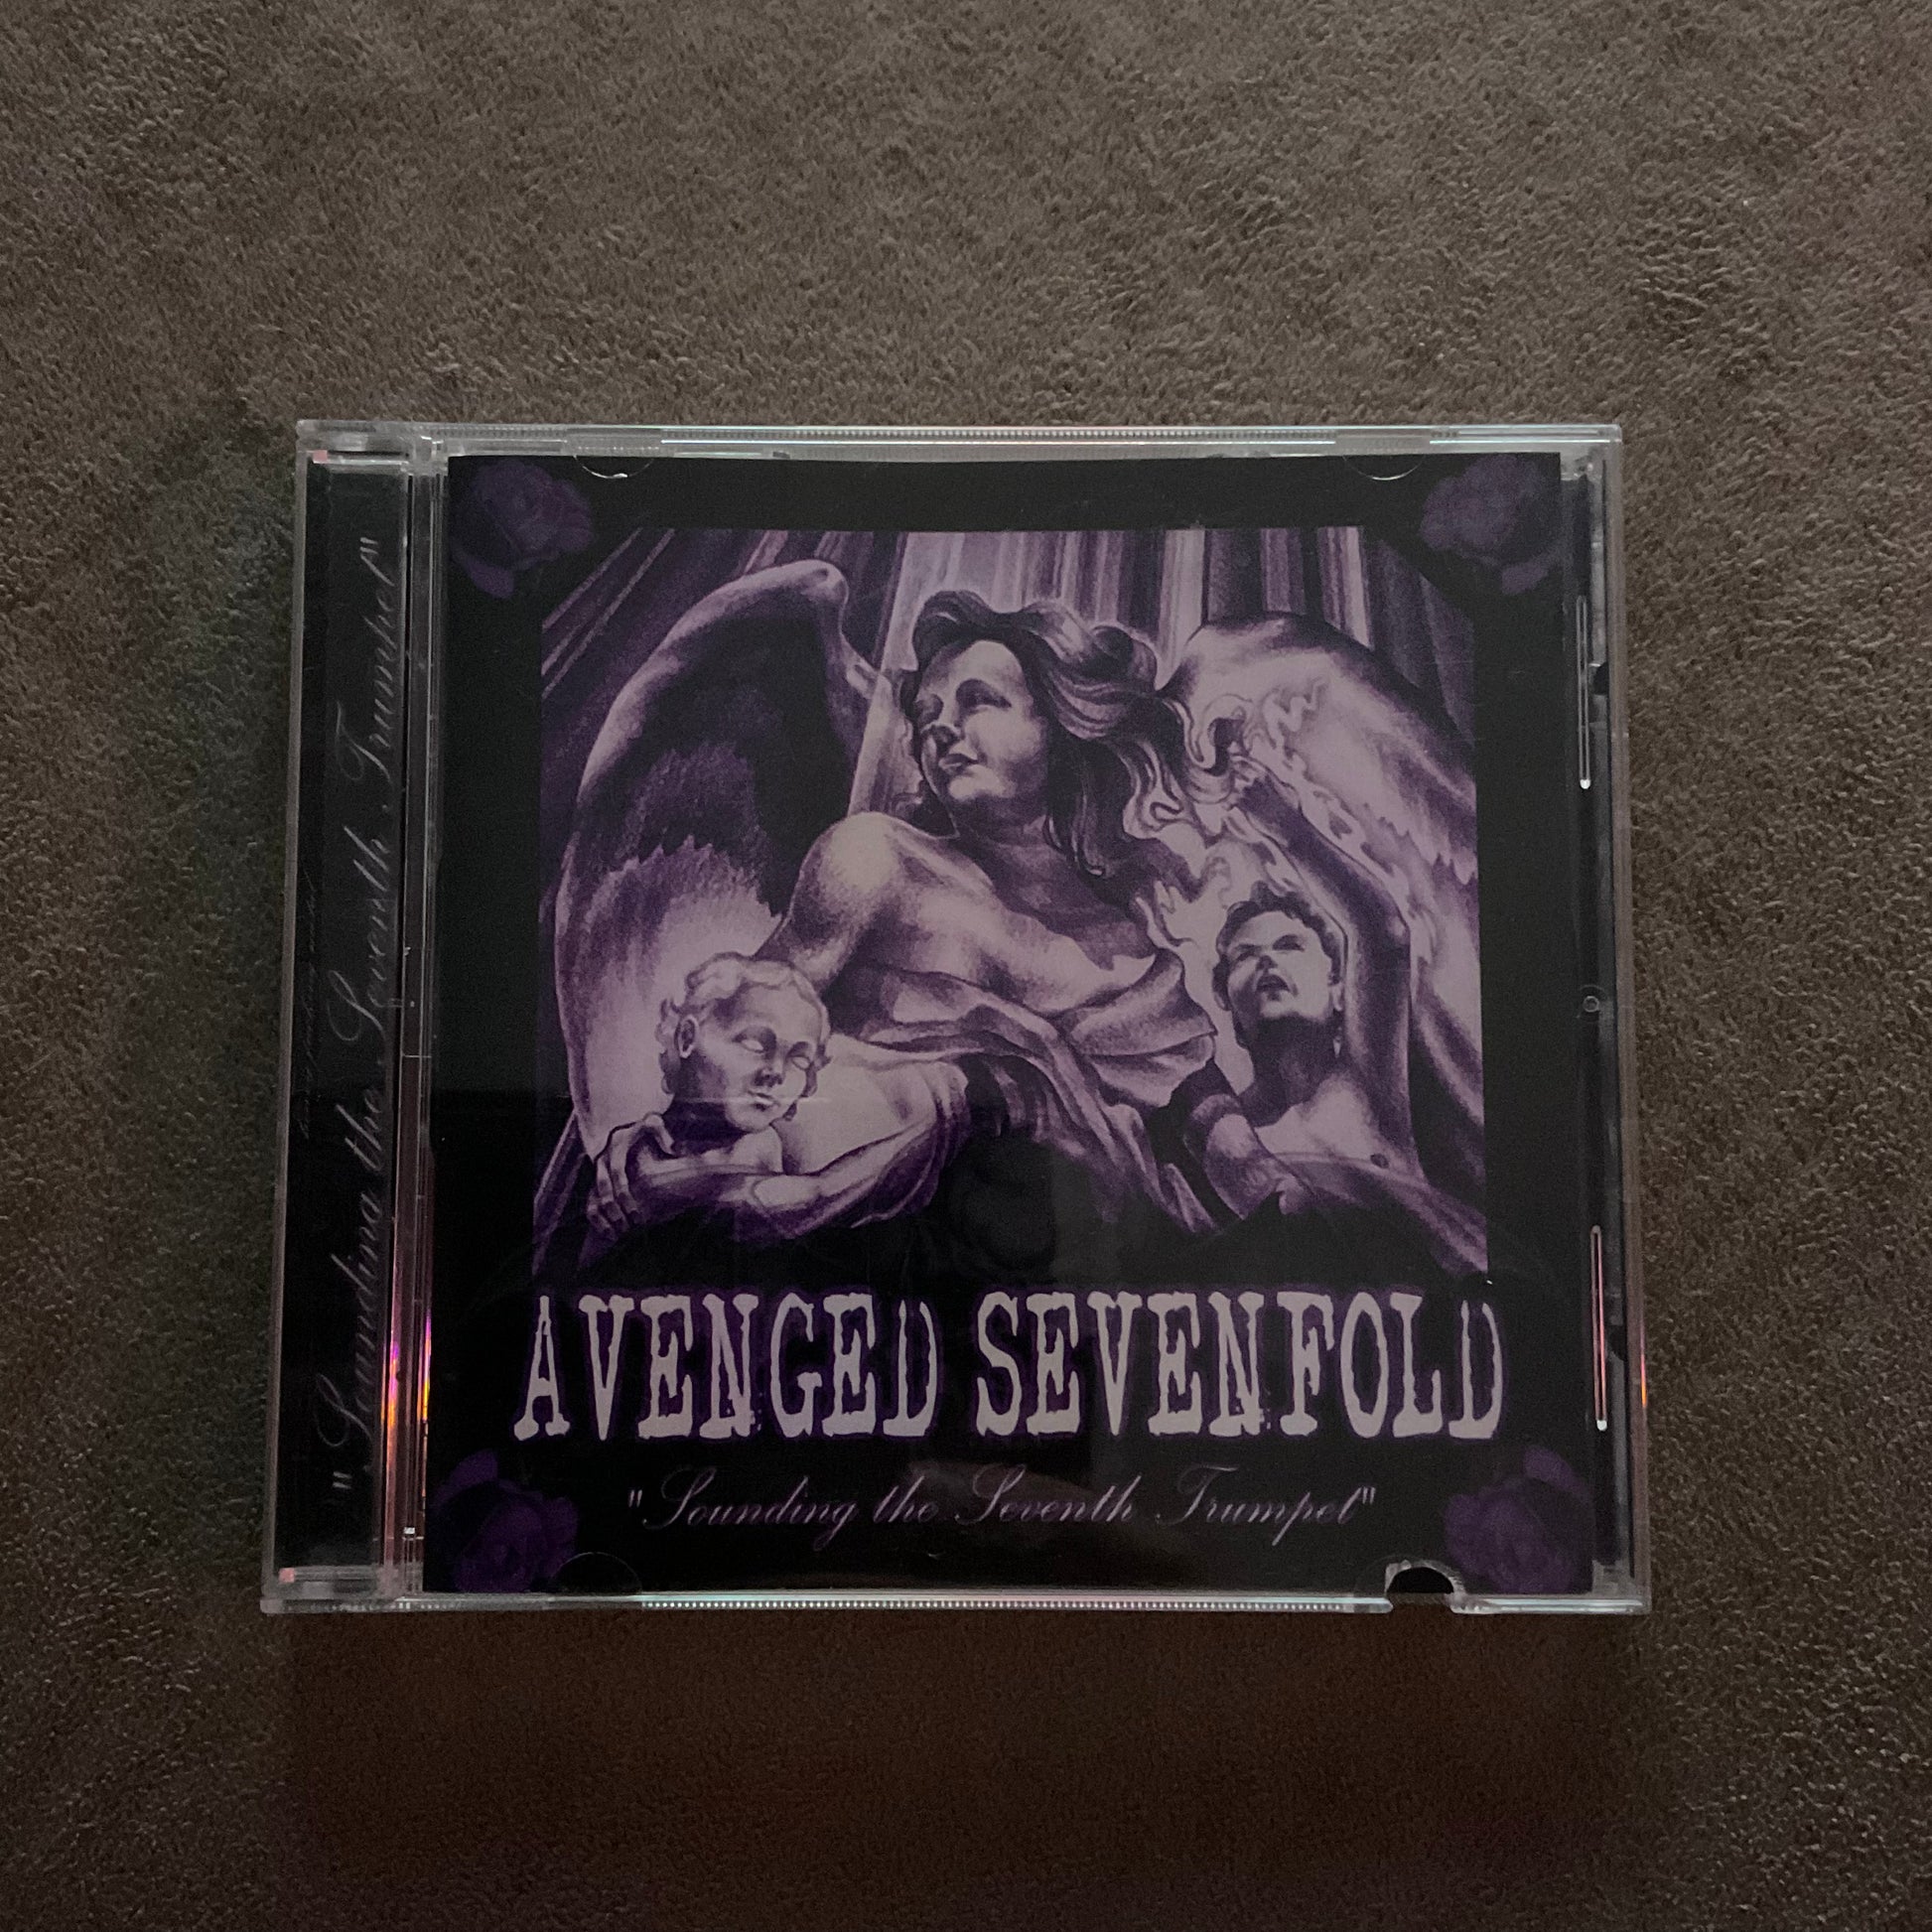 "Sounding the Seventh Trumpet"
AVENGED SEVENFOLD
"Sounding the Seventh Trumpet"